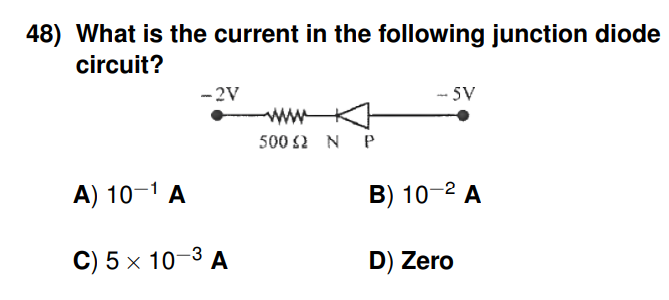 48) What is the current in the following junction diode
circuit?
– 2V – 5V
500 Ω N P
A) 10⁻¹ A B) 10⁻² A
C) 5 × 10⁻³ A D) Zero